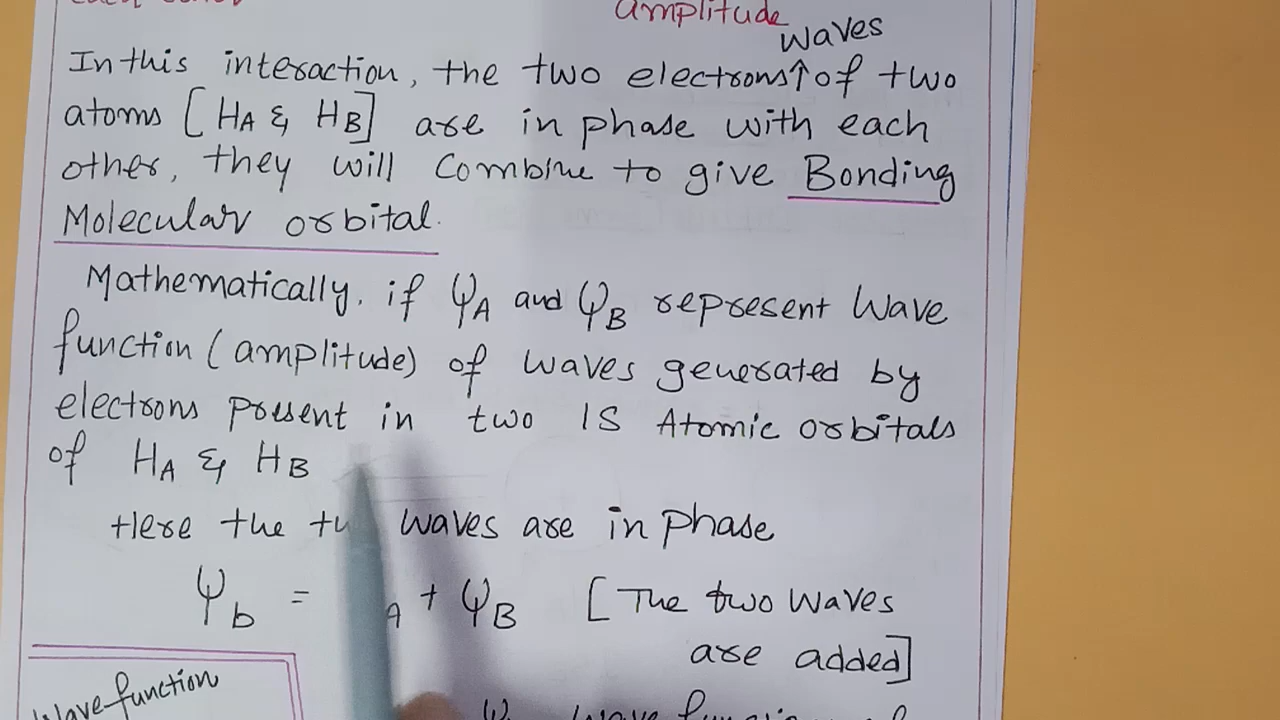 amplitude
waves
In this interaction, the two electrons↑ of two
atoms [HA & HB] are in phase with each
other, they will combine to give Bonding
Molecular orbital.
Mathematically, if ΨA and ΨB represent Wave
function (amplitude) of waves generated by
electrons present in two 1S Atomic orbitals
of HA & HB
Here the waves are in phase
Ψb = A + ΨB [The two waves
are added]
Wave function